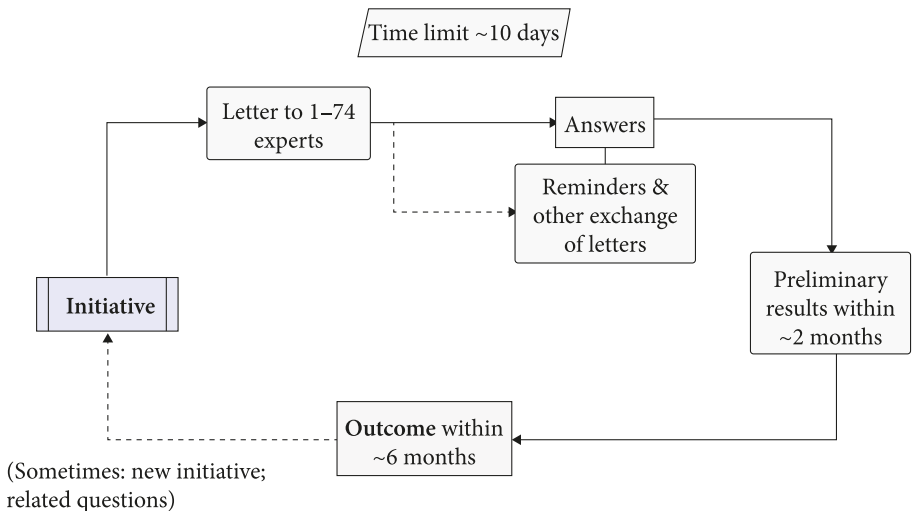 Time limit ~10 days
Letter to 1–74
experts
Answers
Reminders &
other exchange
of letters
Initiative
Preliminary
results within
~2 months
Outcome within
~6 months
(Sometimes: new initiative;
related questions)